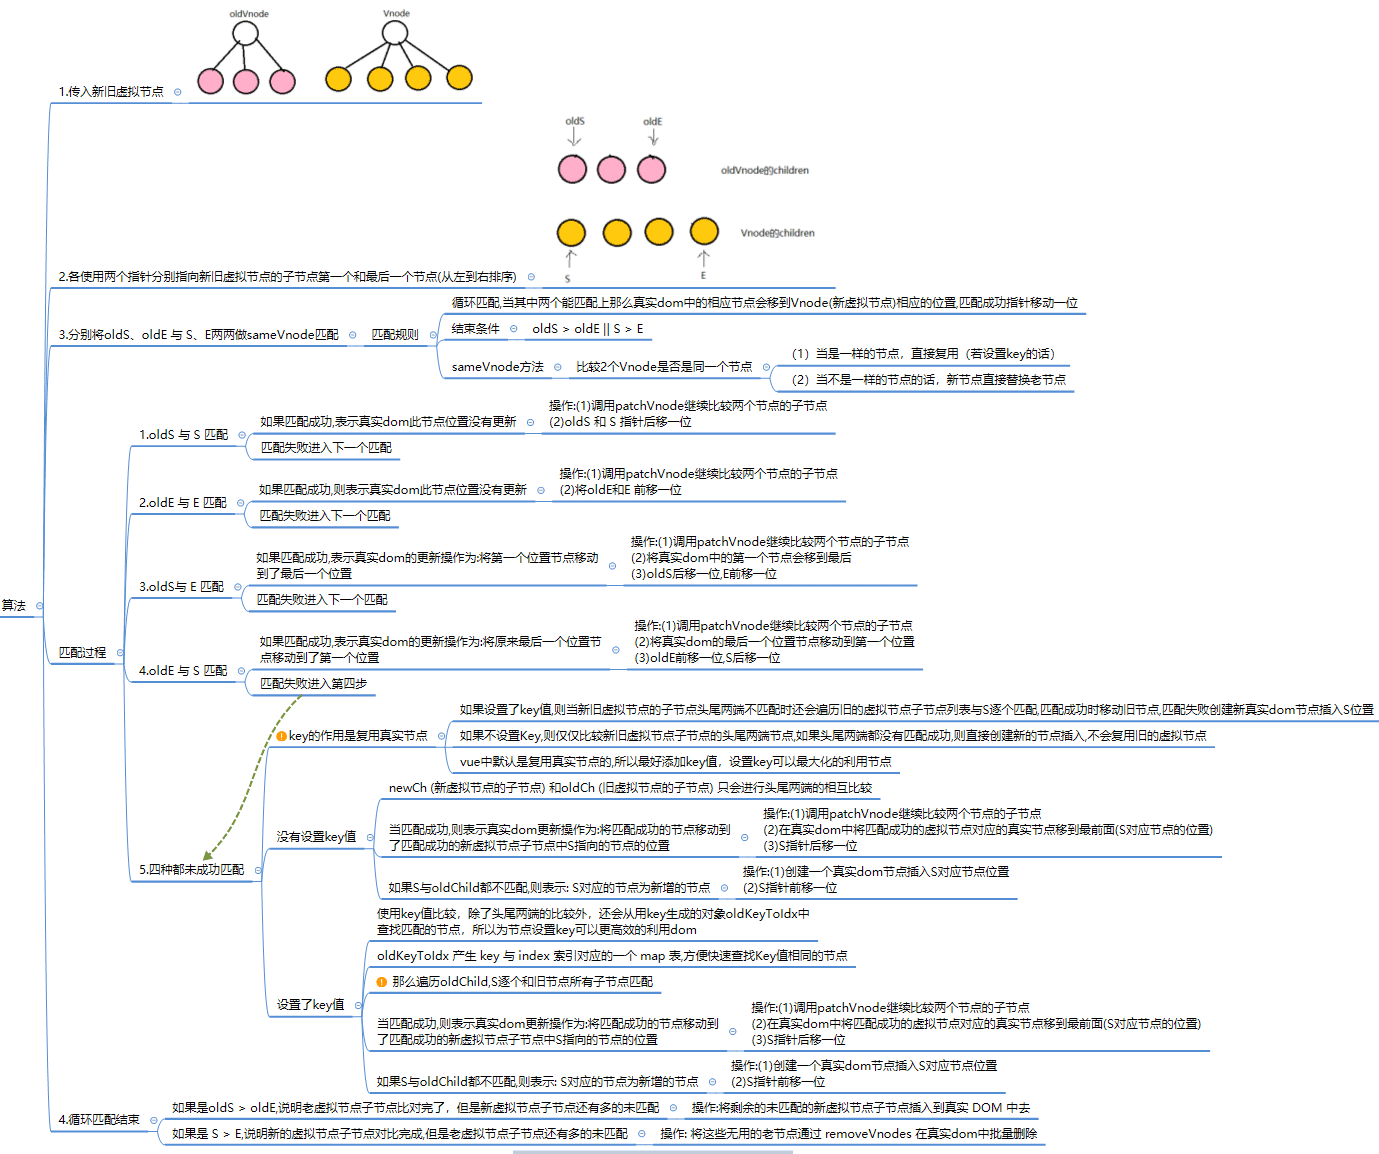 oldVnode
Vnode
1.传入新旧虚拟节点
oldS
oldE
oldVnode的children
Vnode的children
S
E
2.各使用两个指针分别指向新旧虚拟节点的子节点第一个和最后一个节点(从左到右排序)
循环匹配,当其中两个能匹配上那么真实dom中的相应节点会移到Vnode(新虚拟节点)相应的位置,匹配成功指针移动一位
3.分别将oldS、oldE 与 S、E两两做sameVnode匹配
匹配规则
结束条件
oldS > oldE || S > E
sameVnode方法
比较2个Vnode是否是同一个节点
（1）当是一样的节点，直接复用（若设置key的话）
（2）当不是一样的节点的话，新节点直接替换老节点
1.oldS 与 S 匹配
如果匹配成功,表示真实dom此节点位置没有更新
操作:(1)调用patchVnode继续比较两个节点的子节点
(2)oldS 和 S 指针后移一位
匹配失败进入下一个匹配
2.oldE 与 E 匹配
如果匹配成功,则表示真实dom此节点位置没有更新
操作:(1)调用patchVnode继续比较两个节点的子节点
(2)将oldE和E 前移一位
匹配失败进入下一个匹配
3.oldS与 E 匹配
如果匹配成功,表示真实dom的更新操作为:将第一个位置节点移动
到了最后一个位置
操作:(1)调用patchVnode继续比较两个节点的子节点
(2)将真实dom中的第一个节点会移到最后
(3)oldS后移一位,E前移一位
匹配失败进入下一个匹配
算法
匹配过程
4.oldE 与 S 匹配
如果匹配成功,表示真实dom的更新操作为:将原来最后一个位置节
点移动到了第一个位置
操作:(1)调用patchVnode继续比较两个节点的子节点
(2)将真实dom的最后一个位置节点移动到第一个位置
(3)oldE前移一位,S后移一位
匹配失败进入第四步
5.四种都未成功匹配
key的作用是复用真实节点
如果设置了key值,则当新旧虚拟节点的子节点头尾两端不匹配时还会遍历旧的虚拟节点子节点列表与S逐个匹配,匹配成功时移动旧节点,匹配失败创建新真实dom节点插入S位置
如果不设置Key,则仅仅比较新旧虚拟节点子节点的头尾两端节点,如果头尾两端都没有匹配成功,则直接创建新的节点插入,不会复用旧的虚拟节点
vue中默认是复用真实节点的,所以最好添加key值，设置key可以最大化的利用节点
没有设置key值
newCh (新虚拟节点的子节点) 和oldCh (旧虚拟节点的子节点) 只会进行头尾两端的相互比较
当匹配成功,则表示真实dom更新操作为:将匹配成功的节点移动到
了匹配成功的新虚拟节点子节点中S指向的节点的位置
操作:(1)调用patchVnode继续比较两个节点的子节点
(2)在真实dom中将匹配成功的虚拟节点对应的真实节点移到最前面(S对应节点的位置)
(3)S指针后移一位
如果S与oldChild都不匹配,则表示: S对应的节点为新增的节点
操作:(1)创建一个真实dom节点插入S对应节点位置
(2)S指针前移一位
设置了key值
使用key值比较，除了头尾两端的比较外，还会从用key生成的对象oldKeyToIdx中
查找匹配的节点，所以为节点设置key可以更高效的利用dom
oldKeyToIdx 产生 key 与 index 索引对应的一个 map 表,方便快速查找Key值相同的节点
那么遍历oldChild,S逐个和旧节点所有子节点匹配
当匹配成功,则表示真实dom更新操作为:将匹配成功的节点移动到
了匹配成功的新虚拟节点子节点中S指向的节点的位置
操作:(1)调用patchVnode继续比较两个节点的子节点
(2)在真实dom中将匹配成功的虚拟节点对应的真实节点移到最前面(S对应节点的位置)
(3)S指针后移一位
如果S与oldChild都不匹配,则表示: S对应的节点为新增的节点
操作:(1)创建一个真实dom节点插入S对应节点位置
(2)S指针前移一位
4.循环匹配结束
如果是oldS > oldE,说明老虚拟节点子节点比对完了，但是新虚拟节点子节点还有多的未匹配
操作:将剩余的未匹配的新虚拟节点子节点插入到真实 DOM 中去
如果是 S > E,说明新的虚拟节点子节点对比完成,但是老虚拟节点子节点还有多的未匹配
操作: 将这些无用的老节点通过 removeVnodes 在真实dom中批量删除